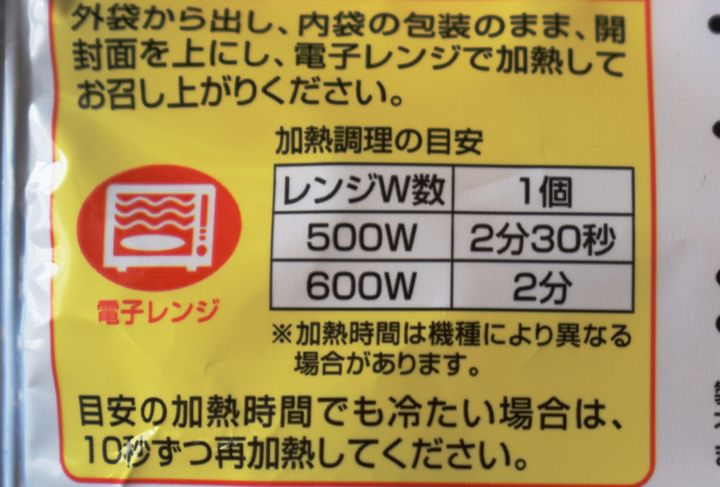 外袋から出し、内袋の包装のまま、開
封面を上にし、電子レンジで加熱して
お召し上がりください。
加熱調理の目安
レンジW数 1個
500W 2分30秒
600W 2分
電子レンジ
※加熱時間は機種により異なる
場合があります。
目安の加熱時間でも冷たい場合は、
10秒ずつ再加熱してください。